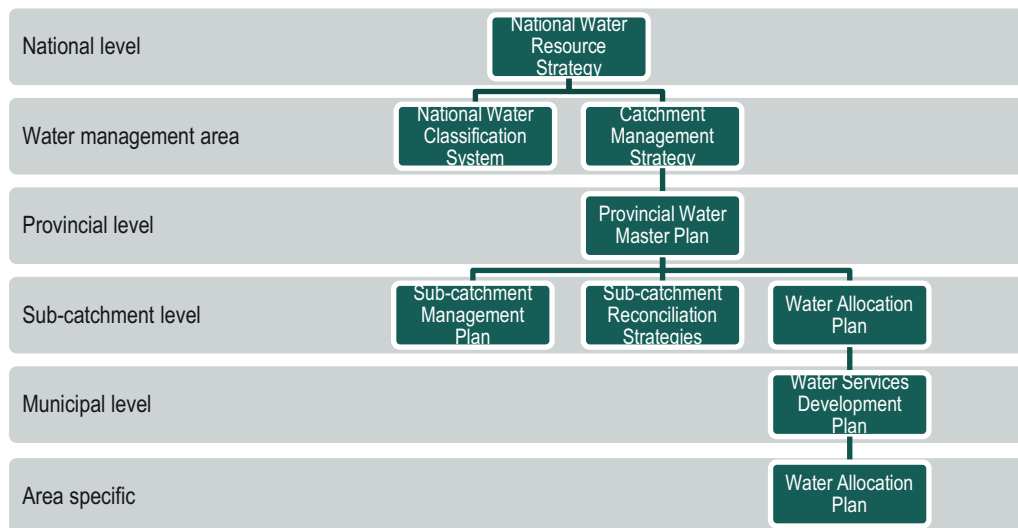 National level
National Water
Resource
Strategy
Water management area
National Water
Classification
System
Catchment
Management
Strategy
Provincial level
Provincial Water
Master Plan
Sub-catchment level
Sub-catchment
Management
Plan
Sub-catchment
Reconciliation
Strategies
Water Allocation
Plan
Municipal level
Water Services
Development
Plan
Area specific
Water Allocation
Plan